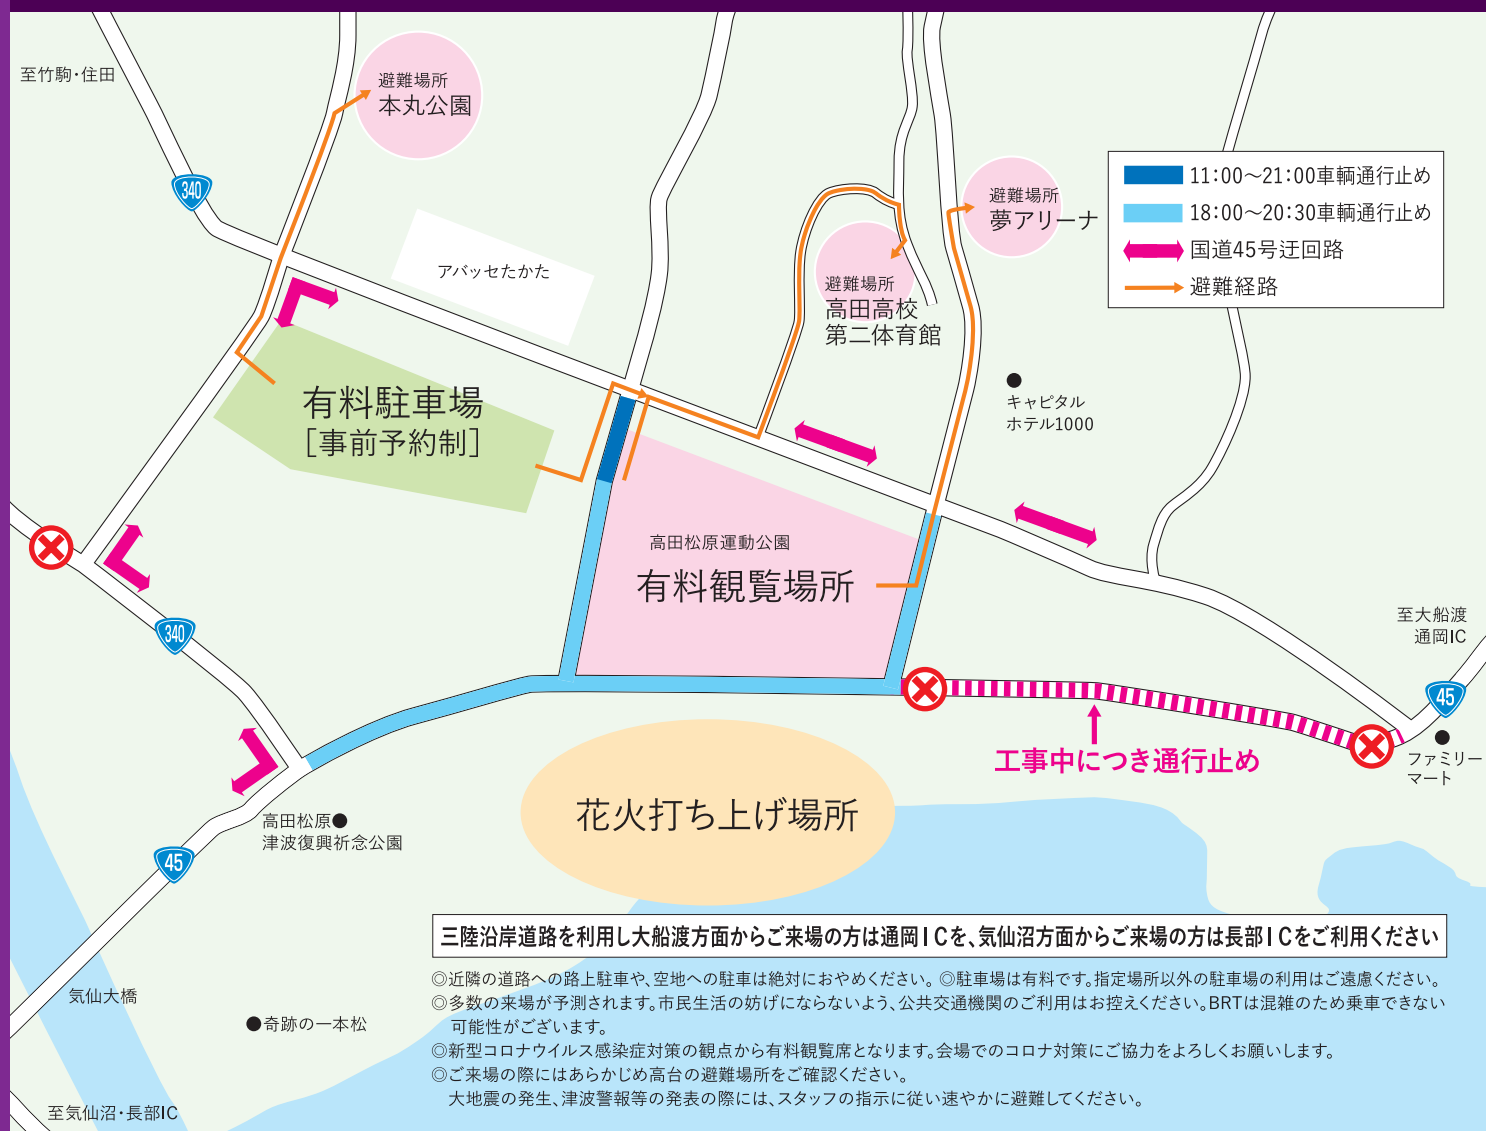 至竹駒・住田
避難場所
本丸公園
340
アバッセたかた
避難場所
夢アリーナ
避難場所
高田高校
第二体育館
11:00〜21:00車輌通行止め
18:00〜20:30車輌通行止め
国道45号迂回路
避難経路
有料駐車場
［事前予約制］
キャピタル
ホテル1000
高田松原運動公園
有料観覧場所
340
至大船渡
通岡IC
45
ファミリー
マート
工事中につき通行止め
花火打ち上げ場所
高田松原●
津波復興祈念公園
45
気仙大橋
●奇跡の一本松
至気仙沼・長部IC
三陸沿岸道路を利用し大船渡方面からご来場の方は通岡ＩＣを、気仙沼方面からご来場の方は長部ＩＣをご利用ください
◎近隣の道路への路上駐車や、空地への駐車は絶対におやめください。◎駐車場は有料です。指定場所以外の駐車場の利用はご遠慮ください。
◎多数の来場が予測されます。市民生活の妨げにならないよう、公共交通機関のご利用はお控えください。BRTは混雑のため乗車できない
可能性がございます。
◎新型コロナウイルス感染症対策の観点から有料観覧席となります。会場でのコロナ対策にご協力をよろしくお願いします。
◎ご来場の際にはあらかじめ高台の避難場所をご確認ください。
大地震の発生、津波警報等の発表の際には、スタッフの指示に従い速やかに避難してください。